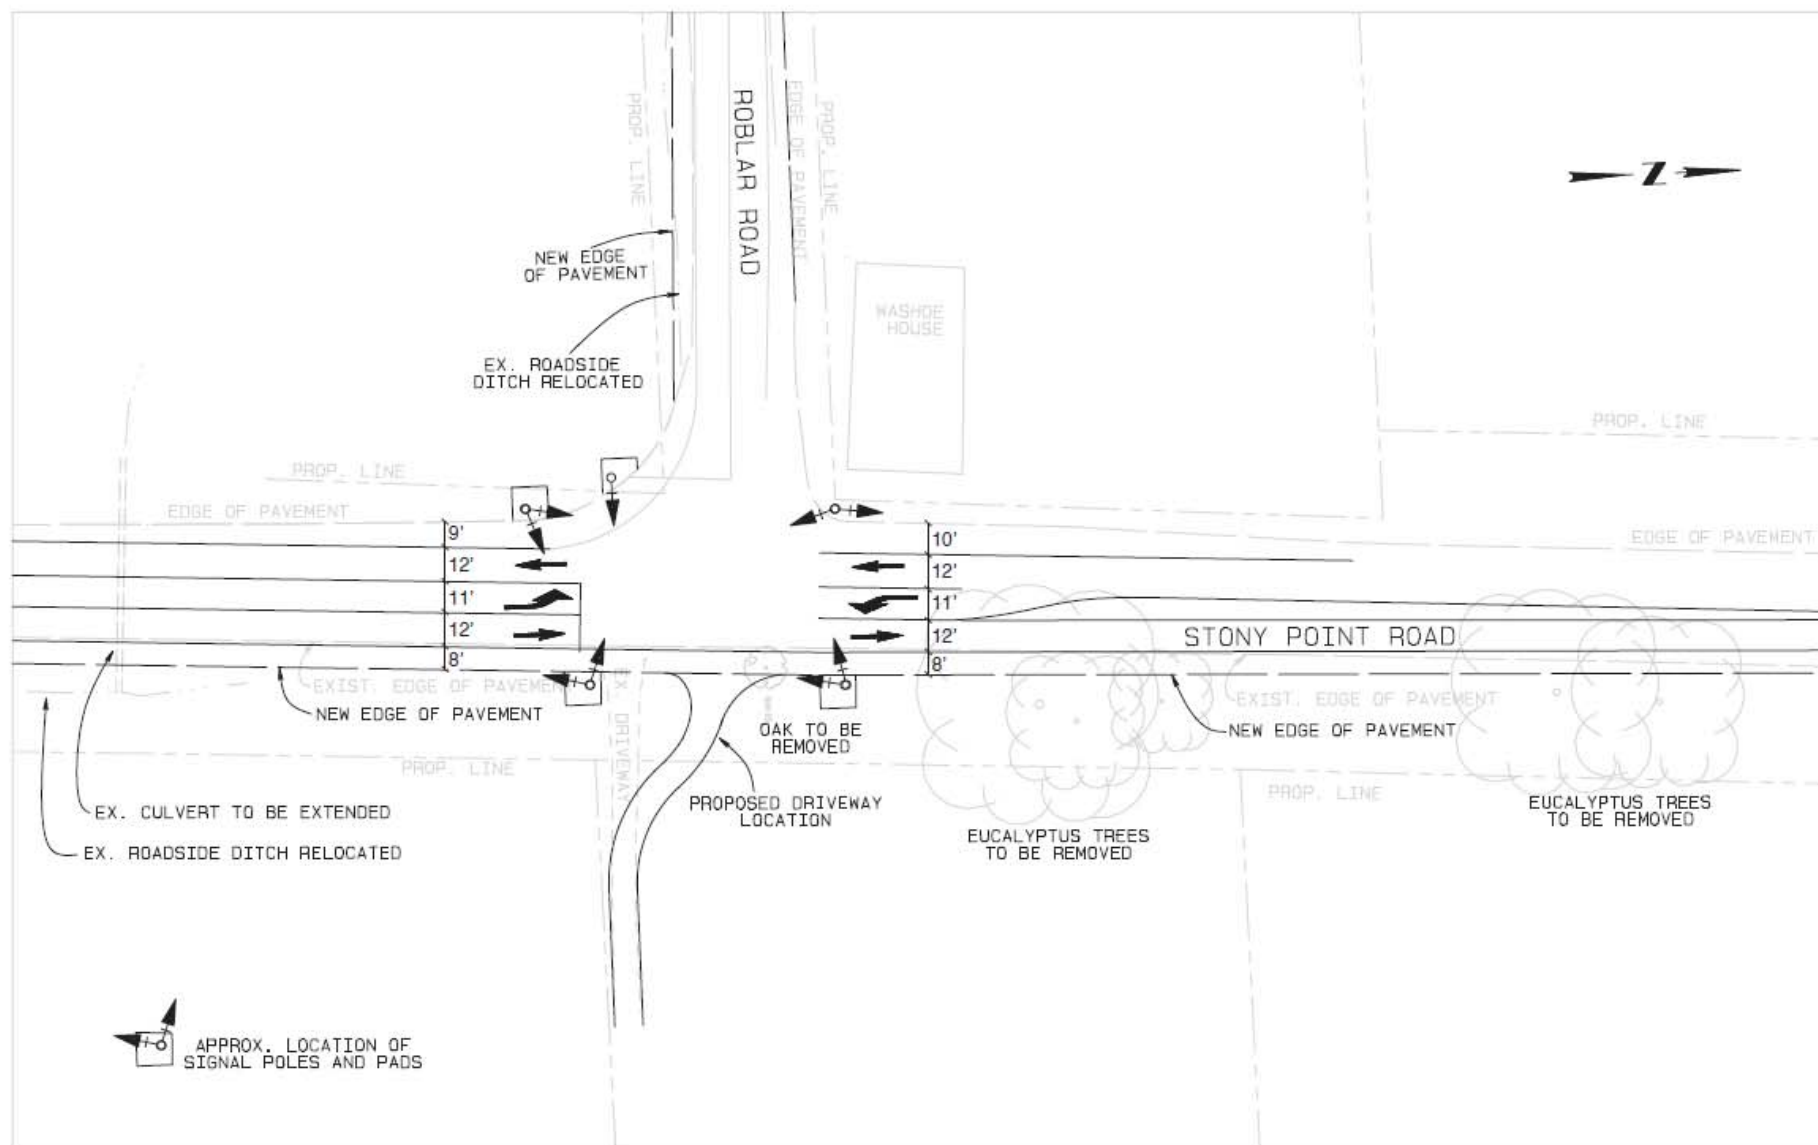 ROBLAR ROAD
PROP. LINE
EDGE OF PAVEMENT
PROP. LINE
Z
NEW EDGE
OF PAVEMENT
WASHOE
HOUSE
EX. ROADSIDE
DITCH RELOCATED
PROP. LINE
PROP. LINE
EDGE OF PAVEMENT
EDGE OF PAVEMENT
9'
12'
11'
12'
8'
10'
12'
11'
12'
8'
STONY POINT ROAD
EXIST. EDGE OF PAVEMENT
NEW EDGE OF PAVEMENT
EX. DRIVEWAY
OAK TO BE
REMOVED
EXIST. EDGE OF PAVEMENT
NEW EDGE OF PAVEMENT
PROP. LINE
PROP. LINE
EX. CULVERT TO BE EXTENDED
EX. ROADSIDE DITCH RELOCATED
PROPOSED DRIVEWAY
LOCATION
EUCALYPTUS TREES
TO BE REMOVED
EUCALYPTUS TREES
TO BE REMOVED
APPROX. LOCATION OF
SIGNAL POLES AND PADS